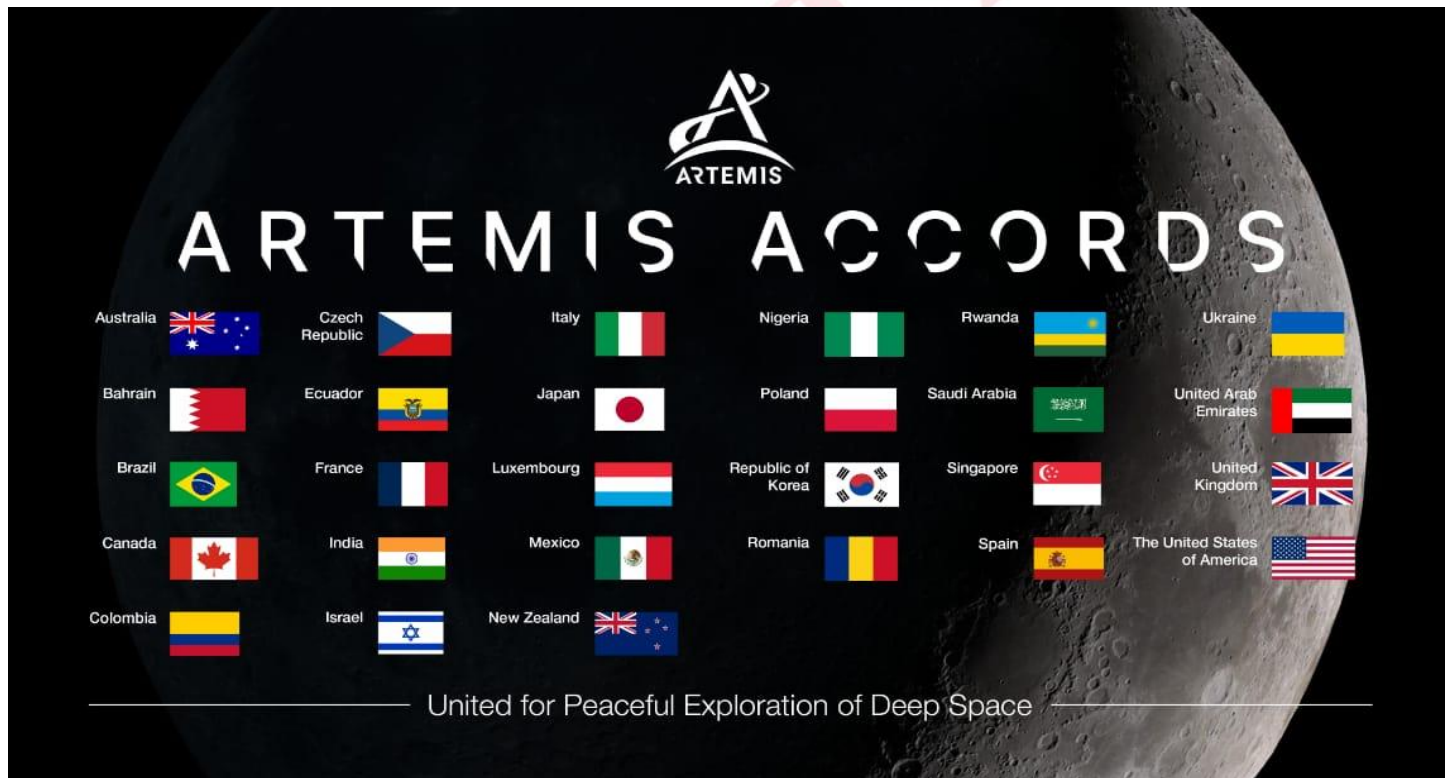 ARTEMIS
ARTEMIS ACCORDS
Australia
Czech
Republic
Italy
Nigeria
Rwanda
Ukraine
Bahrain
Ecuador
Japan
Poland
Saudi Arabia
United Arab
Emirates
Brazil
France
Luxembourg
Republic of
Korea
Singapore
United
Kingdom
Canada
India
Mexico
Romania
Spain
The United States
of America
Colombia
Israel
New Zealand
United for Peaceful Exploration of Deep Space